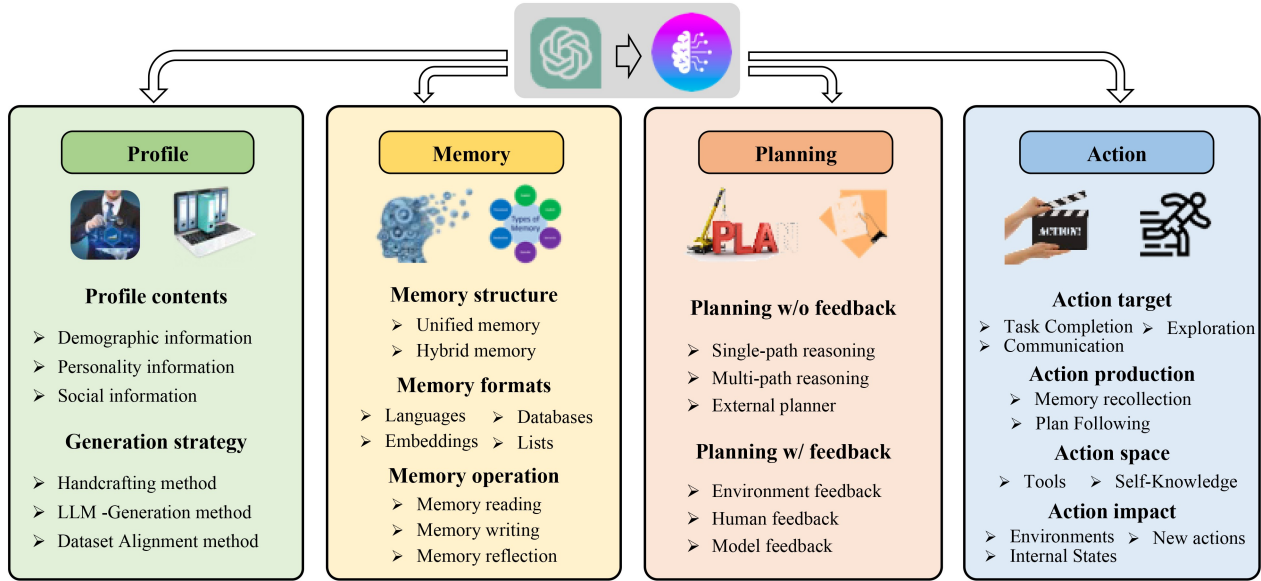 Profile
Profile contents
Demographic information
Personality information
Social information
Generation strategy
Handcrafting method
LLM -Generation method
Dataset Alignment method
Memory
Types of
Memory
Memory structure
Unified memory
Hybrid memory
Memory formats
Languages Databases
Embeddings Lists
Memory operation
Memory reading
Memory writing
Memory reflection
Planning
PLAN
Planning w/o feedback
Single-path reasoning
Multi-path reasoning
External planner
Planning w/ feedback
Environment feedback
Human feedback
Model feedback
Action
ACTION!
Action target
Task Completion Exploration
Communication
Action production
Memory recollection
Plan Following
Action space
Tools Self-Knowledge
Action impact
Environments New actions
Internal States